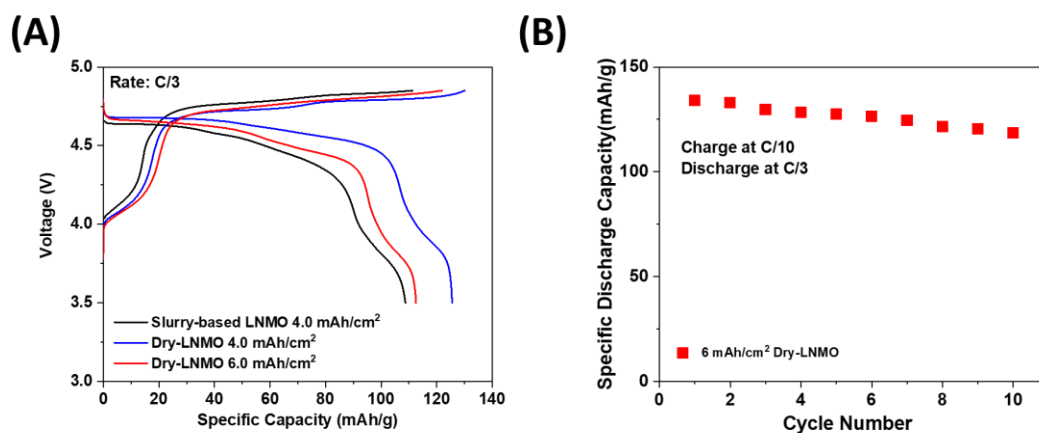 (A)
Rate: C/3
Voltage (V)
5.0
4.5
4.0
3.5
3.0
Slurry-based LNMO 4.0 mAh/cm²
Dry-LNMO 4.0 mAh/cm²
Dry-LNMO 6.0 mAh/cm²
0 20 40 60 80 100 120 140
Specific Capacity (mAh/g)
(B)
Specific Discharge Capacity(mAh/g)
150
100
50
0
Charge at C/10
Discharge at C/3
6 mAh/cm² Dry-LNMO
0 2 4 6 8 10
Cycle Number